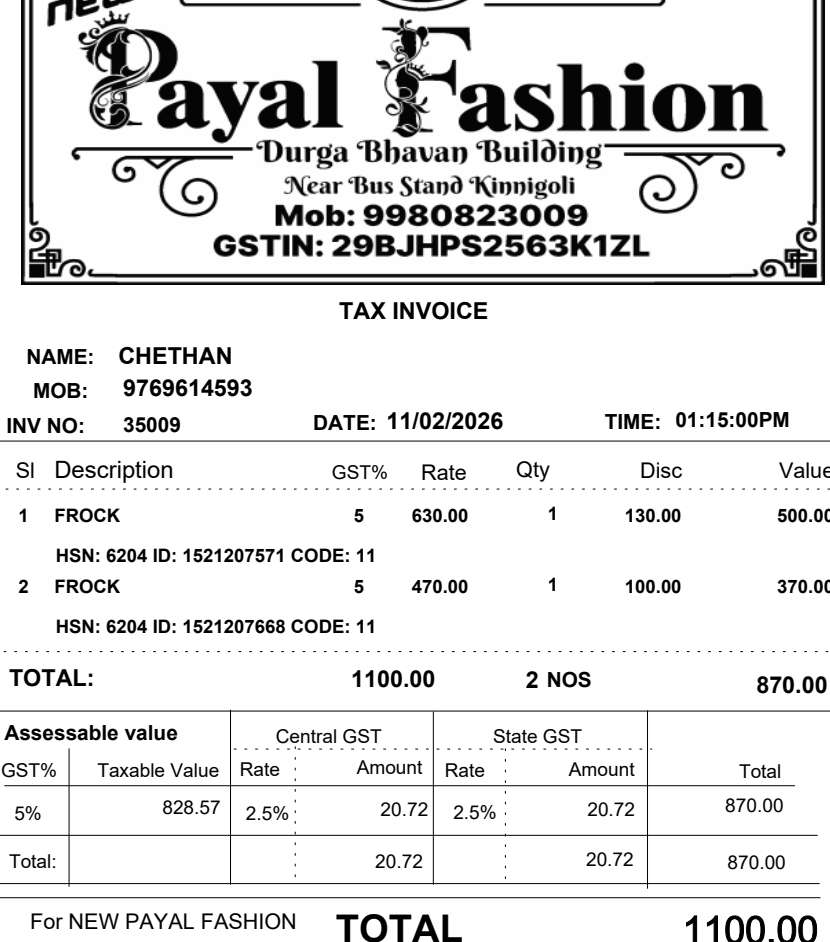 NEW
Payal Fashion
Durga Bhavan Building
Near Bus Stand Kinnigoli
Mob: 9980823009
GSTIN: 29BJHPS2563K1ZL
TAX INVOICE
NAME: CHETHAN
MOB: 9769614593
INV NO: 35009 DATE: 11/02/2026 TIME: 01:15:00PM
Sl Description GST% Rate Qty Disc Value
1 FROCK 5 630.00 1 130.00 500.00
HSN: 6204 ID: 1521207571 CODE: 11
2 FROCK 5 470.00 1 100.00 370.00
HSN: 6204 ID: 1521207668 CODE: 11
TOTAL: 1100.00 2 NOS 870.00
Assessable value Central GST State GST
GST% Taxable Value Rate Amount Rate Amount Total
5% 828.57 2.5% 20.72 2.5% 20.72 870.00
Total: 20.72 20.72 870.00
For NEW PAYAL FASHION TOTAL 1100.00